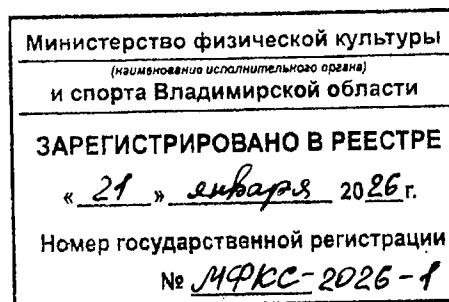 Министерство физической культуры
(наименование исполнительного органа)
и спорта Владимирской области
ЗАРЕГИСТРИРОВАНО В РЕЕСТРЕ
« 21 » января 2026 г.
Номер государственной регистрации
№ МФКС-2026-1